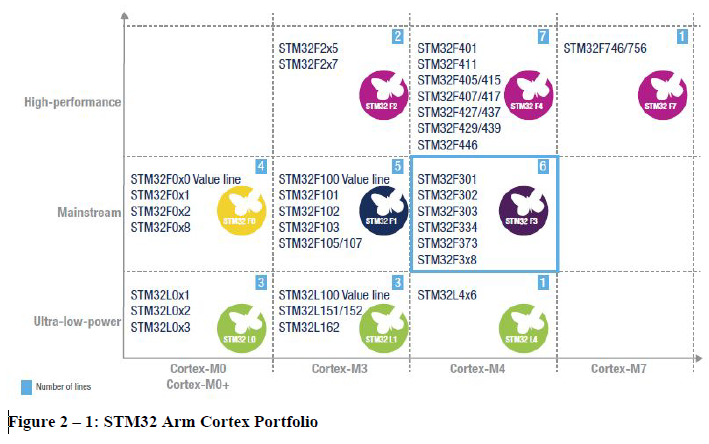 High-performance
2
STM32F2x5
STM32F2x7
STM32 F2
7
STM32F401
STM32F411
STM32F405/415
STM32F407/417
STM32F427/437
STM32F429/439
STM32F446
STM32 F4
1
STM32F746/756
STM32 F7
Mainstream
4
STM32F0x0 Value line
STM32F0x1
STM32F0x2
STM32F0x8
STM32 F0
5
STM32F100 Value line
STM32F101
STM32F102
STM32F103
STM32F105/107
STM32 F1
6
STM32F301
STM32F302
STM32F303
STM32F334
STM32F373
STM32F3x8
STM32 F3
Ultra-low-power
3
STM32L0x1
STM32L0x2
STM32L0x3
STM32 L0
3
STM32L100 Value line
STM32L151/152
STM32L162
STM32 L1
1
STM32L4x6
STM32 L4
Cortex-M0
Cortex-M0+
Cortex-M3
Cortex-M4
Cortex-M7
Number of lines
Figure 2 – 1: STM32 Arm Cortex Portfolio